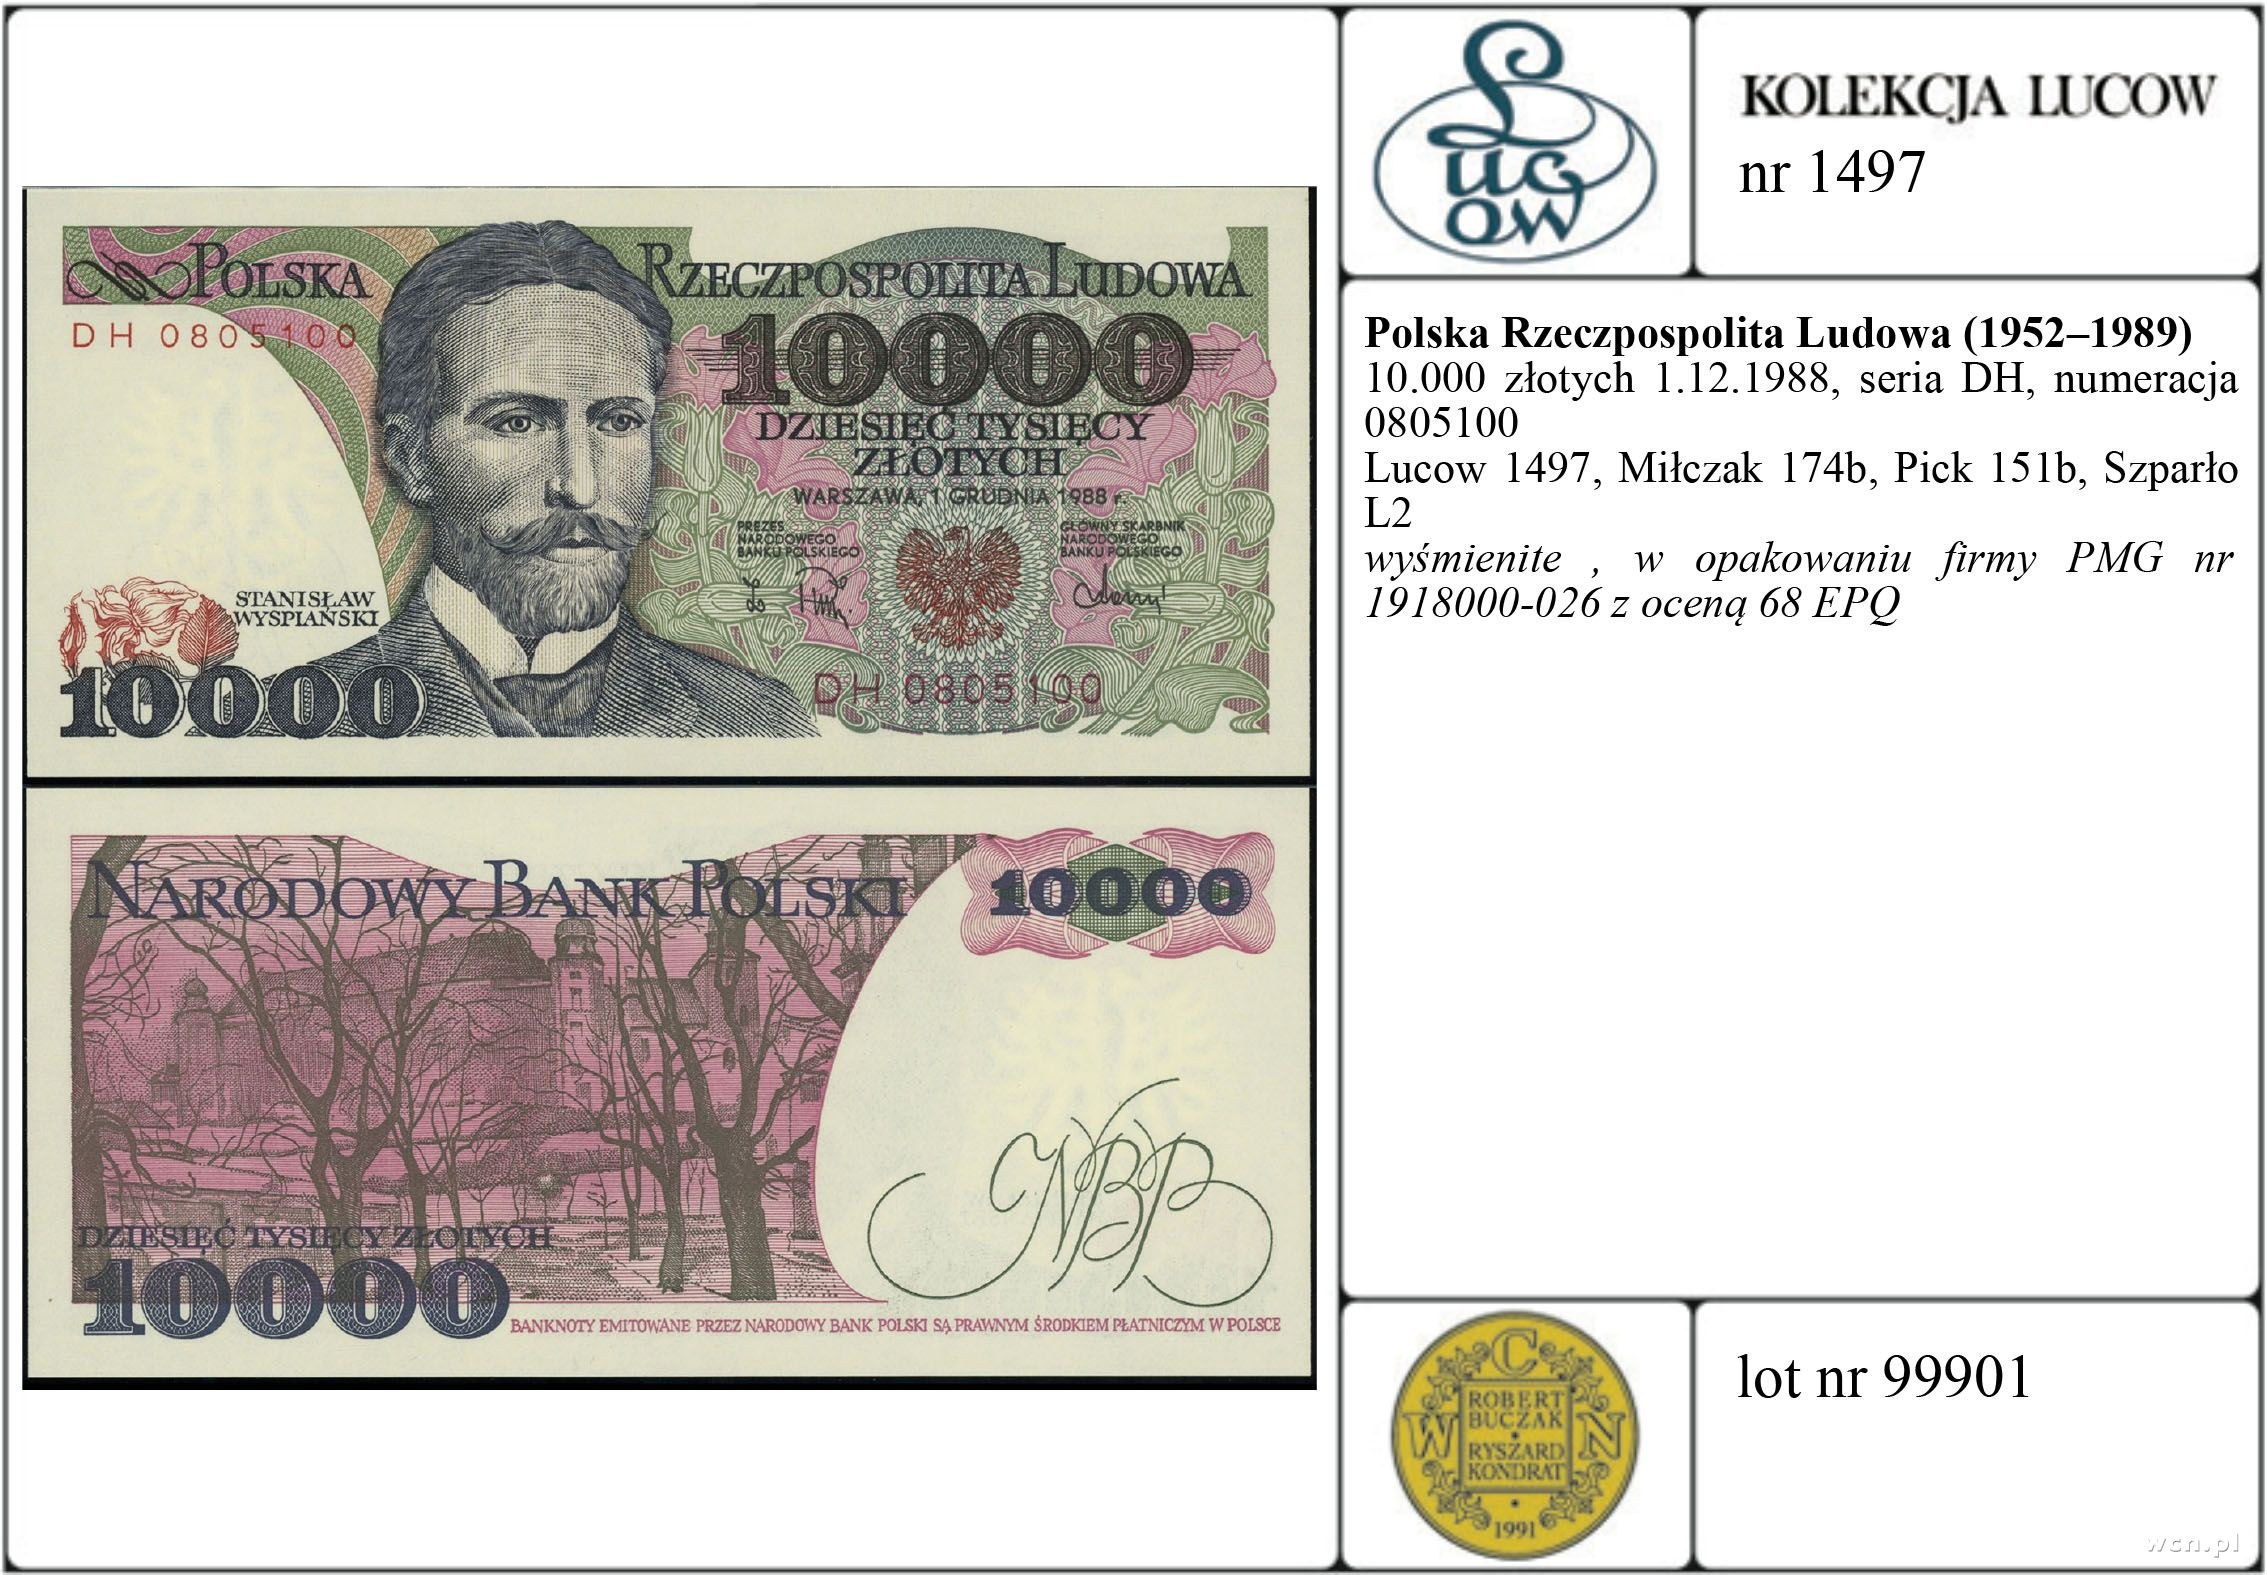 POLSKA RZECZPOSPOLITA LUDOWA
DH 0805100
10000
DZIESIĘĆ TYSIĘCY
ZŁOTYCH
WARSZAWA, 1 GRUDNIA 1988 r.
PREZES
NARODOWEGO
BANKU POLSKIEGO
GŁÓWNY SKARBNIK
NARODOWEGO
BANKU POLSKIEGO
STANISŁAW
WYSPIAŃSKI
10000
DH 0805100
NARODOWY BANK POLSKI
10000
NBP
DZIESIĘĆ TYSIĘCY ZŁOTYCH
10000
BANKNOTY EMITOWANE PRZEZ NARODOWY BANK POLSKI SĄ PRAWNYM ŚRODKIEM PŁATNICZYM W POLSCE
Lucow
KOLEKCJA LUCOW
nr 1497
Polska Rzeczpospolita Ludowa (1952–1989)
10.000 złotych 1.12.1988, seria DH, numeracja
0805100
Lucow 1497, Miłczak 174b, Pick 151b, Szparło
L2
wyśmienite , w opakowaniu firmy PMG nr
1918000-026 z oceną 68 EPQ
W C N
ROBERT
BUCZAK
RYSZARD
KONDRAT
1991
lot nr 99901
wcn.pl